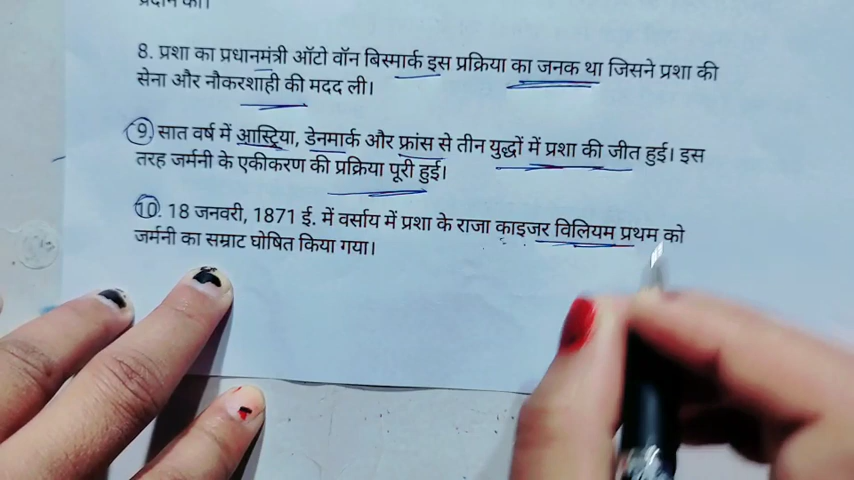 8. प्रशा का प्रधानमंत्री ऑटो वॉन बिस्मार्क इस प्रक्रिया का जनक था जिसने प्रशा की
सेना और नौकरशाही की मदद ली।
9. सात वर्ष में आस्ट्रिया, डेनमार्क और फ्रांस से तीन युद्धों में प्रशा की जीत हुई। इस
तरह जर्मनी के एकीकरण की प्रक्रिया पूरी हुई।
10. 18 जनवरी, 1871 ई. में वर्साय में प्रशा के राजा काइजर विलियम प्रथम को
जर्मनी का सम्राट घोषित किया गया।